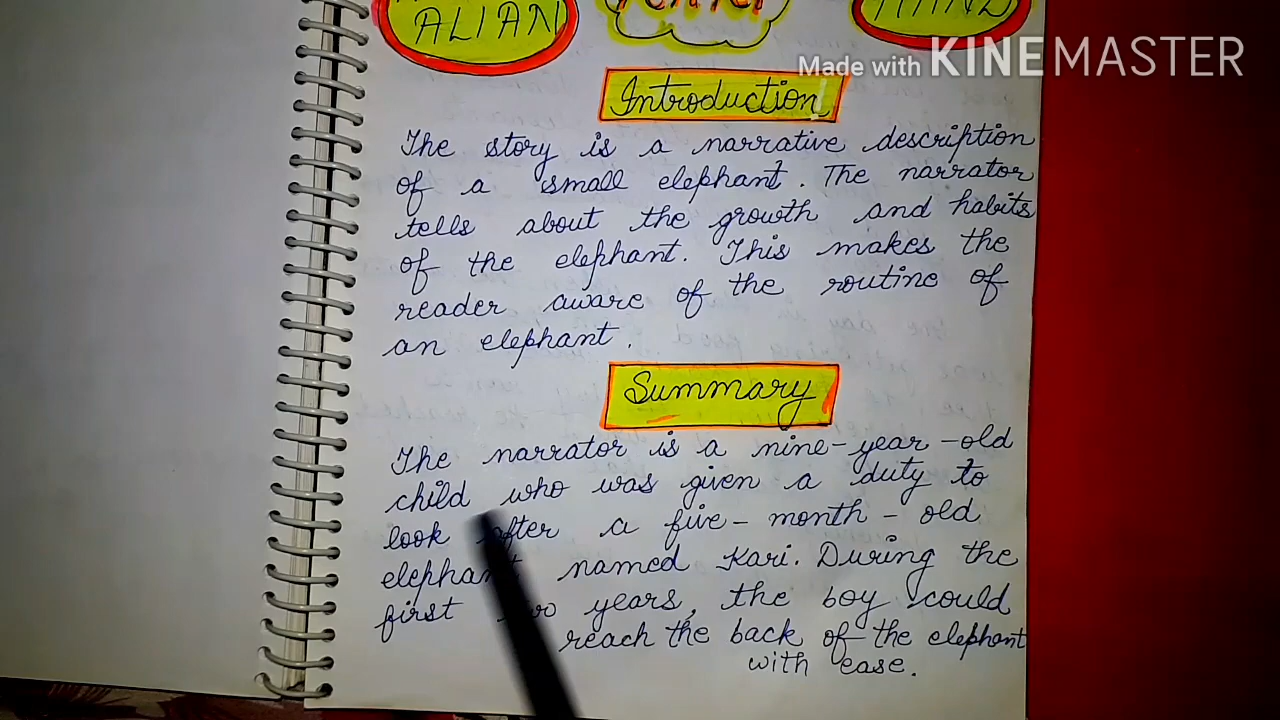 ALIAN
Made with KINEMASTER
Introduction
The story is a narrative description
of a small elephant. The narrator
tells about the growth and habits
of the elephant. This makes the
reader aware of the routine of
an elephant.
Summary
The narrator is a nine-year-old
child who was given a duty to
look after a five-month-old
elephant named Kari. During the
first two years, the boy could
reach the back of the elephant
with ease.